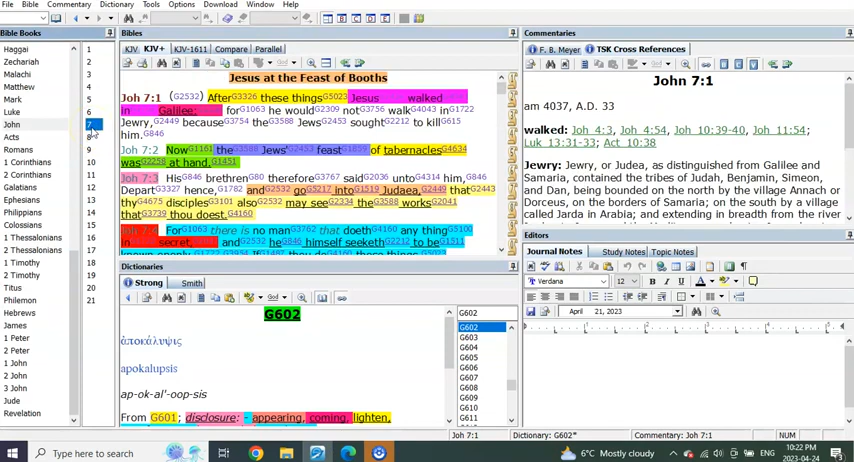 File Bible Commentary Dictionary Tools Options Download Window Help
Bible Books
Haggai
Zechariah
Malachi
Matthew
Mark
Luke
John
Acts
Romans
1 Corinthians
2 Corinthians
Galatians
Ephesians
Philippians
Colossians
1 Thessalonians
2 Thessalonians
1 Timothy
2 Timothy
Titus
Philemon
Hebrews
James
1 Peter
2 Peter
1 John
2 John
3 John
Jude
Revelation
1
2
3
4
5
6
7
8
9
10
11
12
13
14
15
16
17
18
19
20
21
Bibles
KJV KJV+ KJV-1611 Compare Parallel
Jesus at the Feast of Booths
Joh 7:1 (G2532) After G3326 these things G5023 Jesus walked
in Galilee: for G1063 he would G2309 not G3756 walk G4043 in G1722
Jewry, G2449 because G3754 the G3588 Jews G2453 sought G2212 to kill G615
him. G846
Joh 7:2 Now G1161 the G3588 Jews' G2453 feast G1859 of tabernacles G4634
was G2258 at hand. G1451
Joh 7:3 His G846 brethren G80 therefore G3767 said G2036 unto G4314 him, G846
Depart G3327 hence, G1782 and G2532 go G5217 into G1519 Judaea, G2449 that G2443
thy G4675 disciples G3101 also G2532 may see G2334 the G3588 works G2041
that G3739 thou doest. G4160
Joh 7:4 For G1063 there is no man G3762 that doeth G4160 any thing G5100
in G1722 secret, G2927 and G2532 he G846 himself seeketh G2212 to be G1511
known openly.
Dictionaries
Strong Smith
G602
ἀποκάλυψις
apokalupsis
ap-ok-al'-oop-sis
From G601; disclosure: - appearing, coming, lighten,
G602
G602
G603
G604
G605
G606
G607
G608
G609
G610
G611
Commentaries
F. B. Meyer TSK Cross References
John 7:1
am 4037, A.D. 33
walked: Joh 4:3, Joh 4:54, Joh 10:39-40, Joh 11:54;
Luk 13:31-33; Act 10:38
Jewry: Jewry, or Judea, as distinguished from Galilee and
Samaria, contained the tribes of Judah, Benjamin, Simeon,
and Dan, being bounded on the north by the village Annach or
Dorceus, on the borders of Samaria; on the south by a village
called Jarda in Arabia; and extending in breadth from the river
Editors
Journal Notes Study Notes Topic Notes
Verdana 12 B I U A
April 21, 2023
Joh 7:1 Dictionary: G602* Commentary: Joh 7:1 NUM
Type here to search
6°C Mostly cloudy ENG
10:22 PM
2023-04-24
3